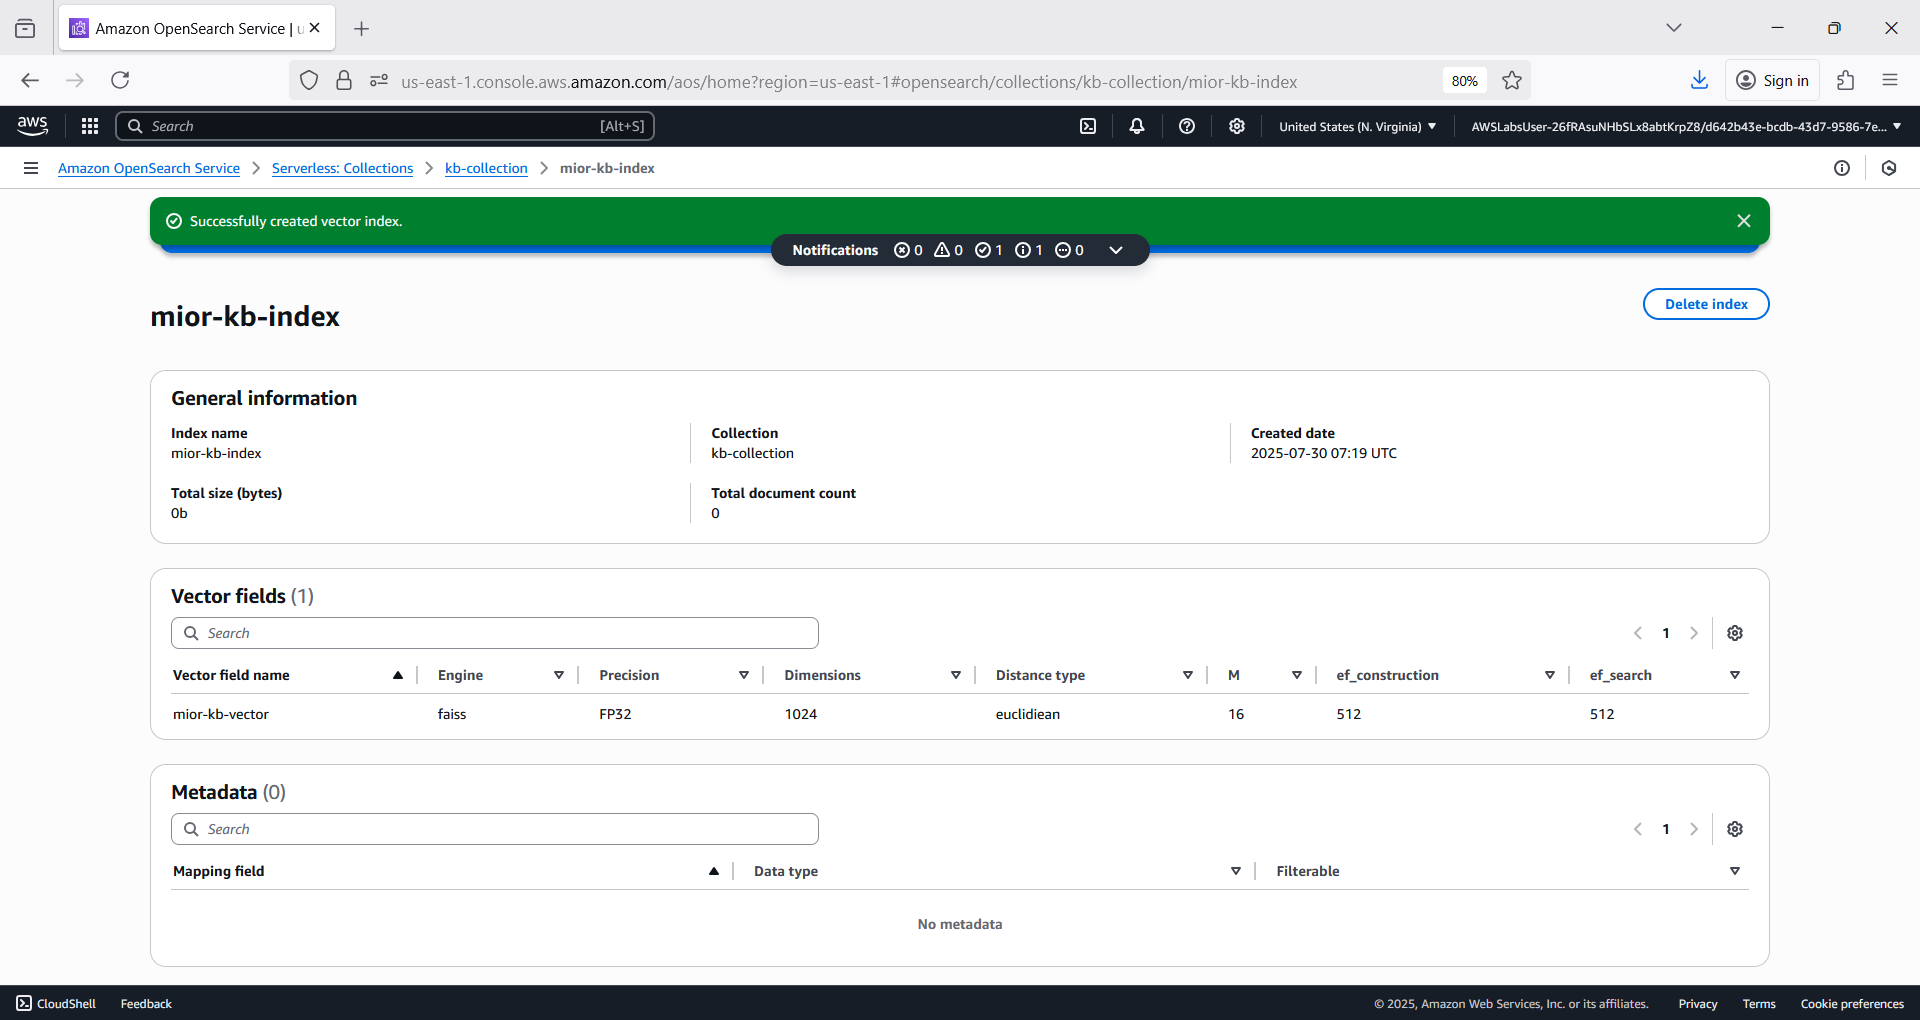 Amazon OpenSearch Service | u
us-east-1.console.aws.amazon.com/aos/home?region=us-east-1#opensearch/collections/kb-collection/mior-kb-index
80%
Sign in
aws
Search
[Alt+S]
United States (N. Virginia)
AWSLabsUser-26fRAsuNHbSLx8abtKrpZ8/d642b43e-bcdb-43d7-9586-7e...
Amazon OpenSearch Service
Serverless: Collections
kb-collection
mior-kb-index
Successfully created vector index.
Notifications 0 0 1 1 0
mior-kb-index
Delete index
General information
Index name
mior-kb-index
Collection
kb-collection
Created date
2025-07-30 07:19 UTC
Total size (bytes)
0b
Total document count
0
Vector fields (1)
Search
1
Vector field name Engine Precision Dimensions Distance type M ef_construction ef_search
mior-kb-vector faiss FP32 1024 euclidiean 16 512 512
Metadata (0)
Search
1
Mapping field Data type Filterable
No metadata
CloudShell Feedback
© 2025, Amazon Web Services, Inc. or its affiliates. Privacy Terms Cookie preferences